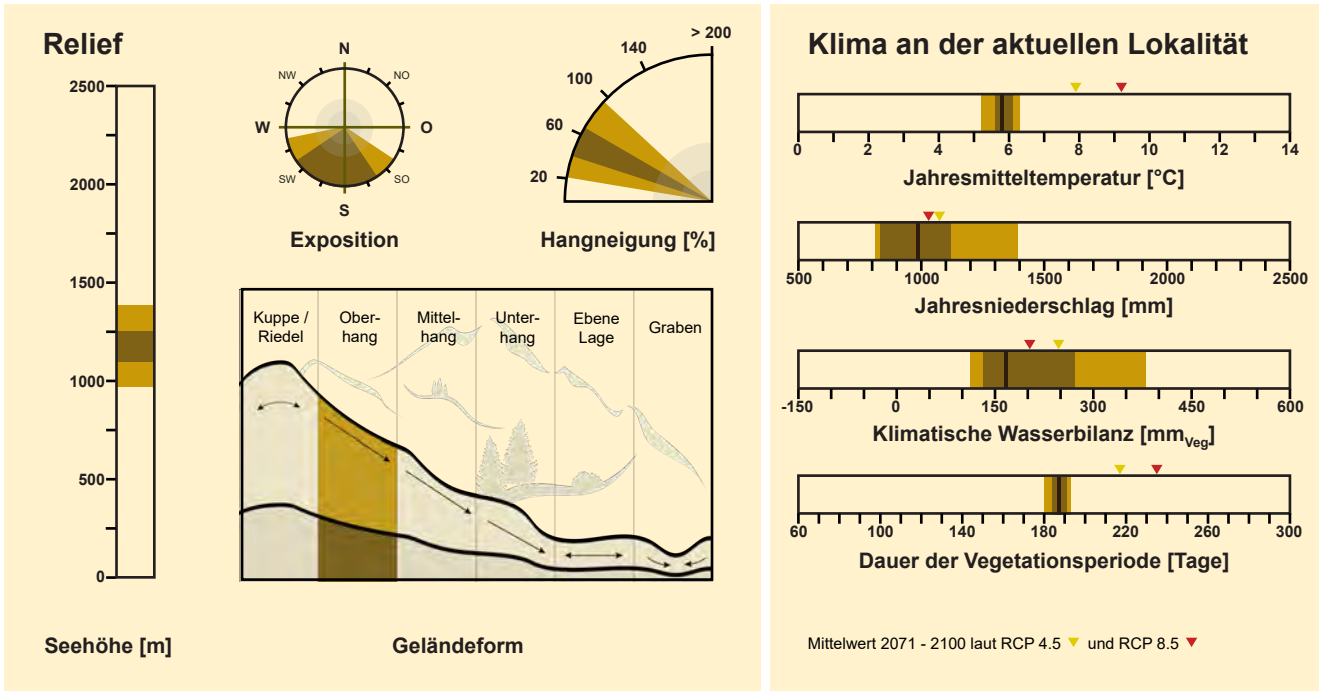 Relief
2500
2000
1500
1000
500
0
Seehöhe [m]
N
NW
NO
W
O
SW
SO
S
Exposition
> 200
140
100
60
20
Hangneigung [%]
Kuppe /
Riedel
Ober-
hang
Mittel-
hang
Unter-
hang
Ebene
Lage
Graben
Geländeform
Klima an der aktuellen Lokalität
0 2 4 6 8 10 12 14
Jahresmitteltemperatur [°C]
500 1000 1500 2000 2500
Jahresniederschlag [mm]
-150 0 150 300 450 600
Klimatische Wasserbilanz [mmVeg]
60 100 140 180 220 260 300
Dauer der Vegetationsperiode [Tage]
Mittelwert 2071 - 2100 laut RCP 4.5 und RCP 8.5